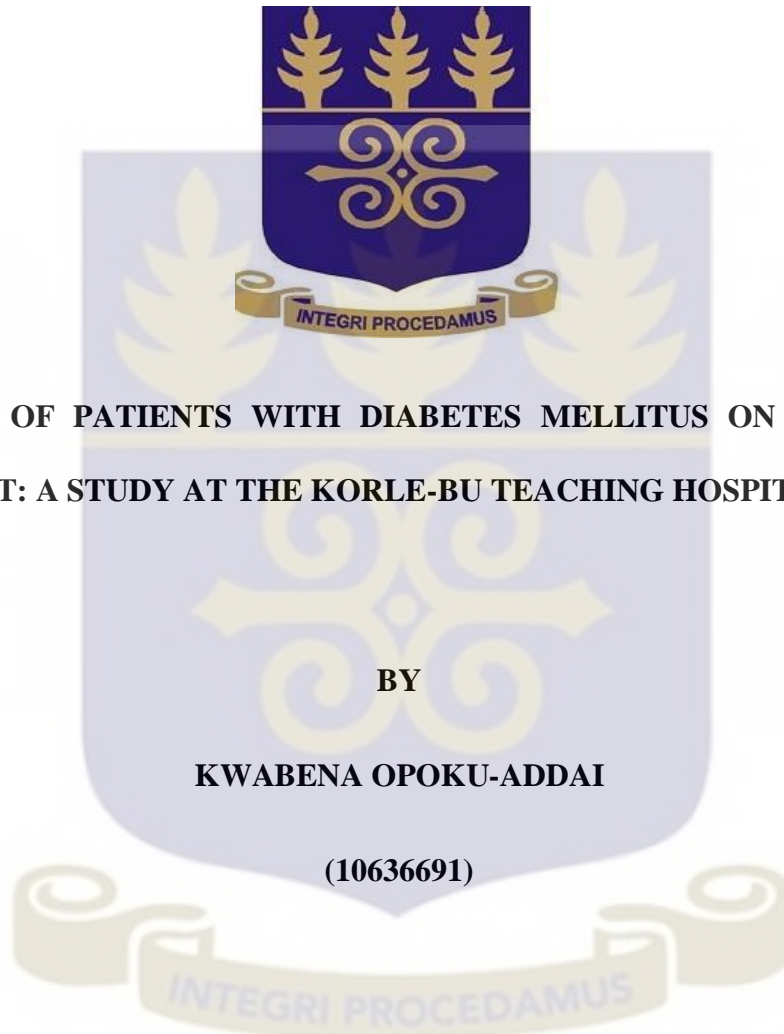 INTEGRI PROCEDAMUS
OF PATIENTS WITH DIABETES MELLITUS ON
T: A STUDY AT THE KORLE-BU TEACHING HOSPIT
BY
KWABENA OPOKU-ADDAI
(10636691)
INTEGRI PROCEDAMUS